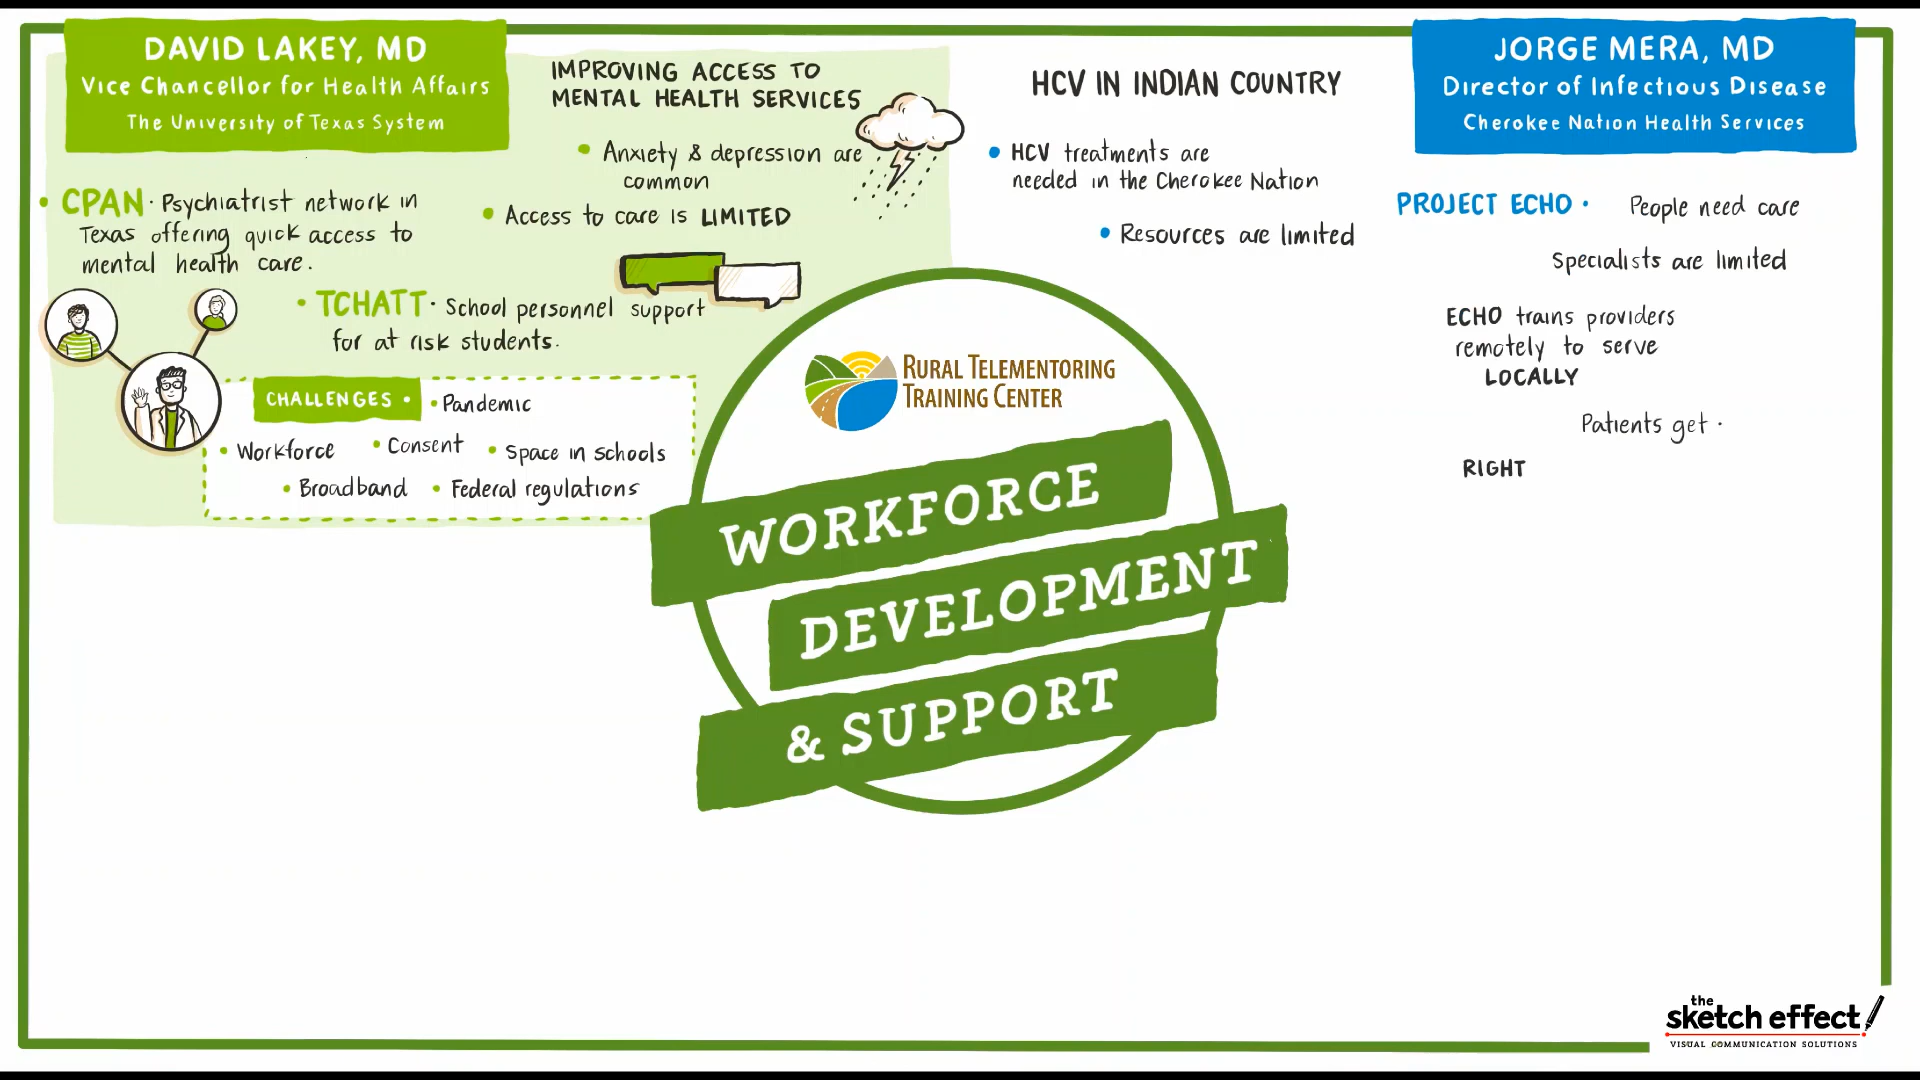 DAVID LAKEY, MD
Vice Chancellor for Health Affairs
The University of Texas System
IMPROVING ACCESS TO
MENTAL HEALTH SERVICES
• Anxiety & depression are
common
• Access to care is LIMITED
• CPAN · Psychiatrist network in
Texas offering quick access to
mental health care.
• TCHATT · School personnel support
for at risk students.
CHALLENGES •
• Pandemic
• Workforce
• Consent
• Space in schools
• Broadband
• Federal regulations
HCV IN INDIAN COUNTRY
• HCV treatments are
needed in the Cherokee Nation
• Resources are limited
JORGE MERA, MD
Director of Infectious Disease
Cherokee Nation Health Services
PROJECT ECHO • People need care
Specialists are limited
ECHO trains providers
remotely to serve
LOCALLY
Patients get ·
RIGHT
RURAL TELEMENTORING
TRAINING CENTER
WORKFORCE
DEVELOPMENT
& SUPPORT
the
sketch effect
VISUAL COMMUNICATION SOLUTIONS